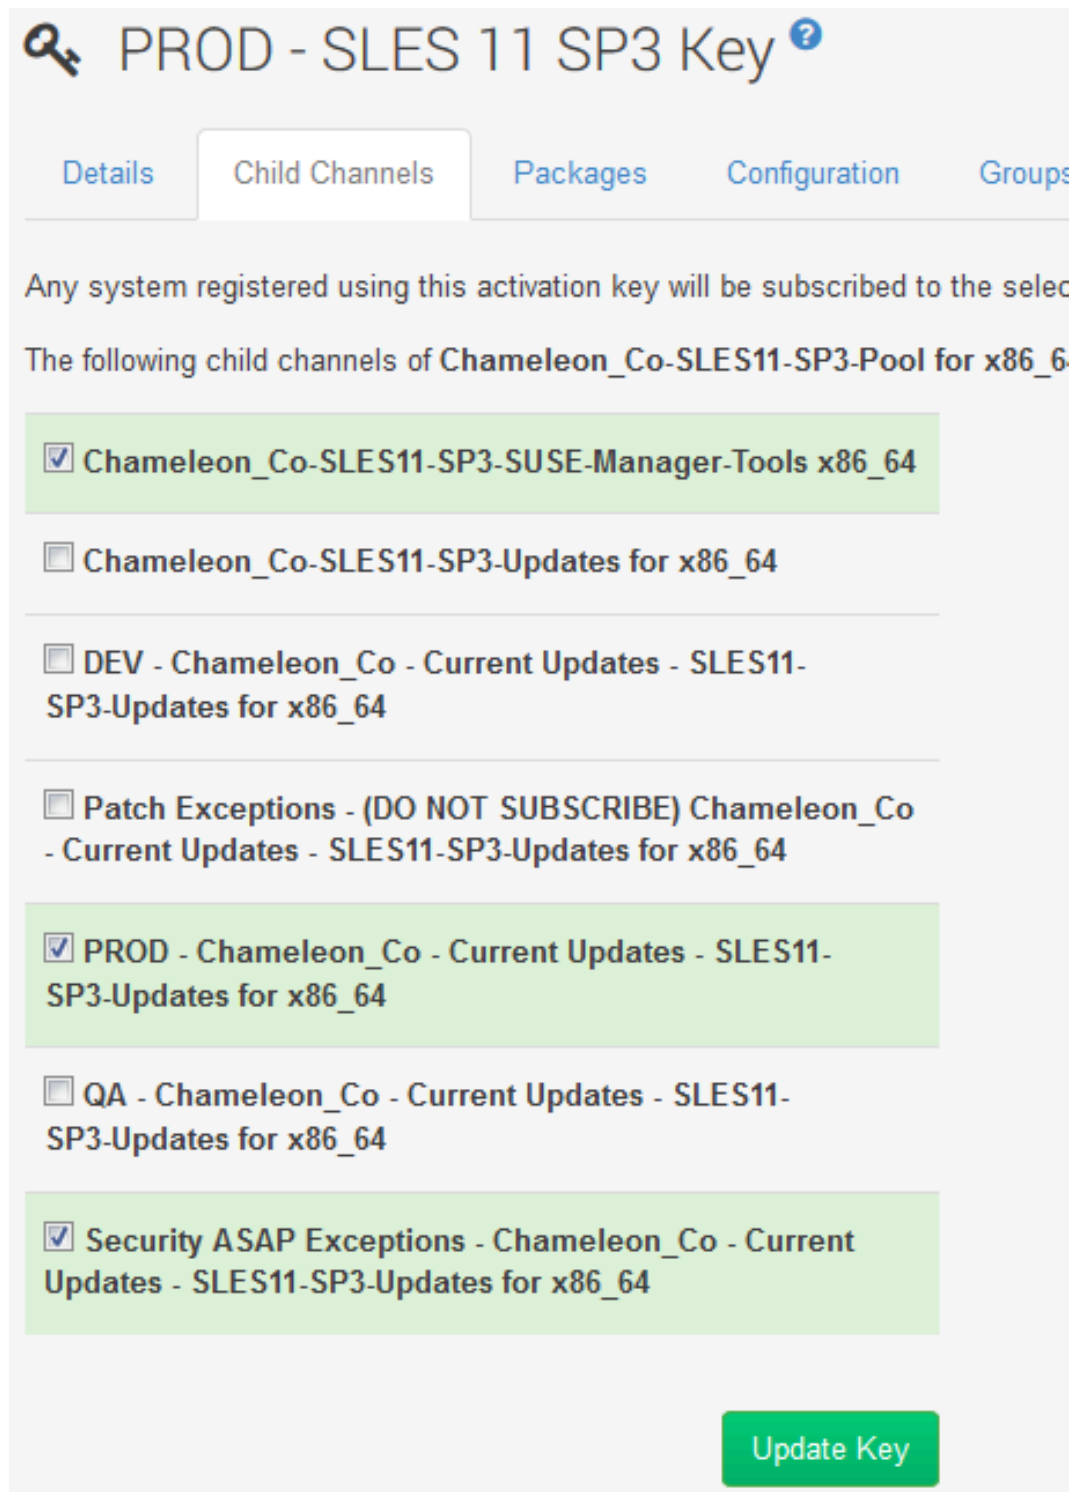 PROD - SLES 11 SP3 Key ?
Details Child Channels Packages Configuration Groups
Any system registered using this activation key will be subscribed to the selec
The following child channels of Chameleon_Co-SLES11-SP3-Pool for x86_64
Chameleon_Co-SLES11-SP3-SUSE-Manager-Tools x86_64
Chameleon_Co-SLES11-SP3-Updates for x86_64
DEV - Chameleon_Co - Current Updates - SLES11-
SP3-Updates for x86_64
Patch Exceptions - (DO NOT SUBSCRIBE) Chameleon_Co
- Current Updates - SLES11-SP3-Updates for x86_64
PROD - Chameleon_Co - Current Updates - SLES11-
SP3-Updates for x86_64
QA - Chameleon_Co - Current Updates - SLES11-
SP3-Updates for x86_64
Security ASAP Exceptions - Chameleon_Co - Current
Updates - SLES11-SP3-Updates for x86_64
Update Key